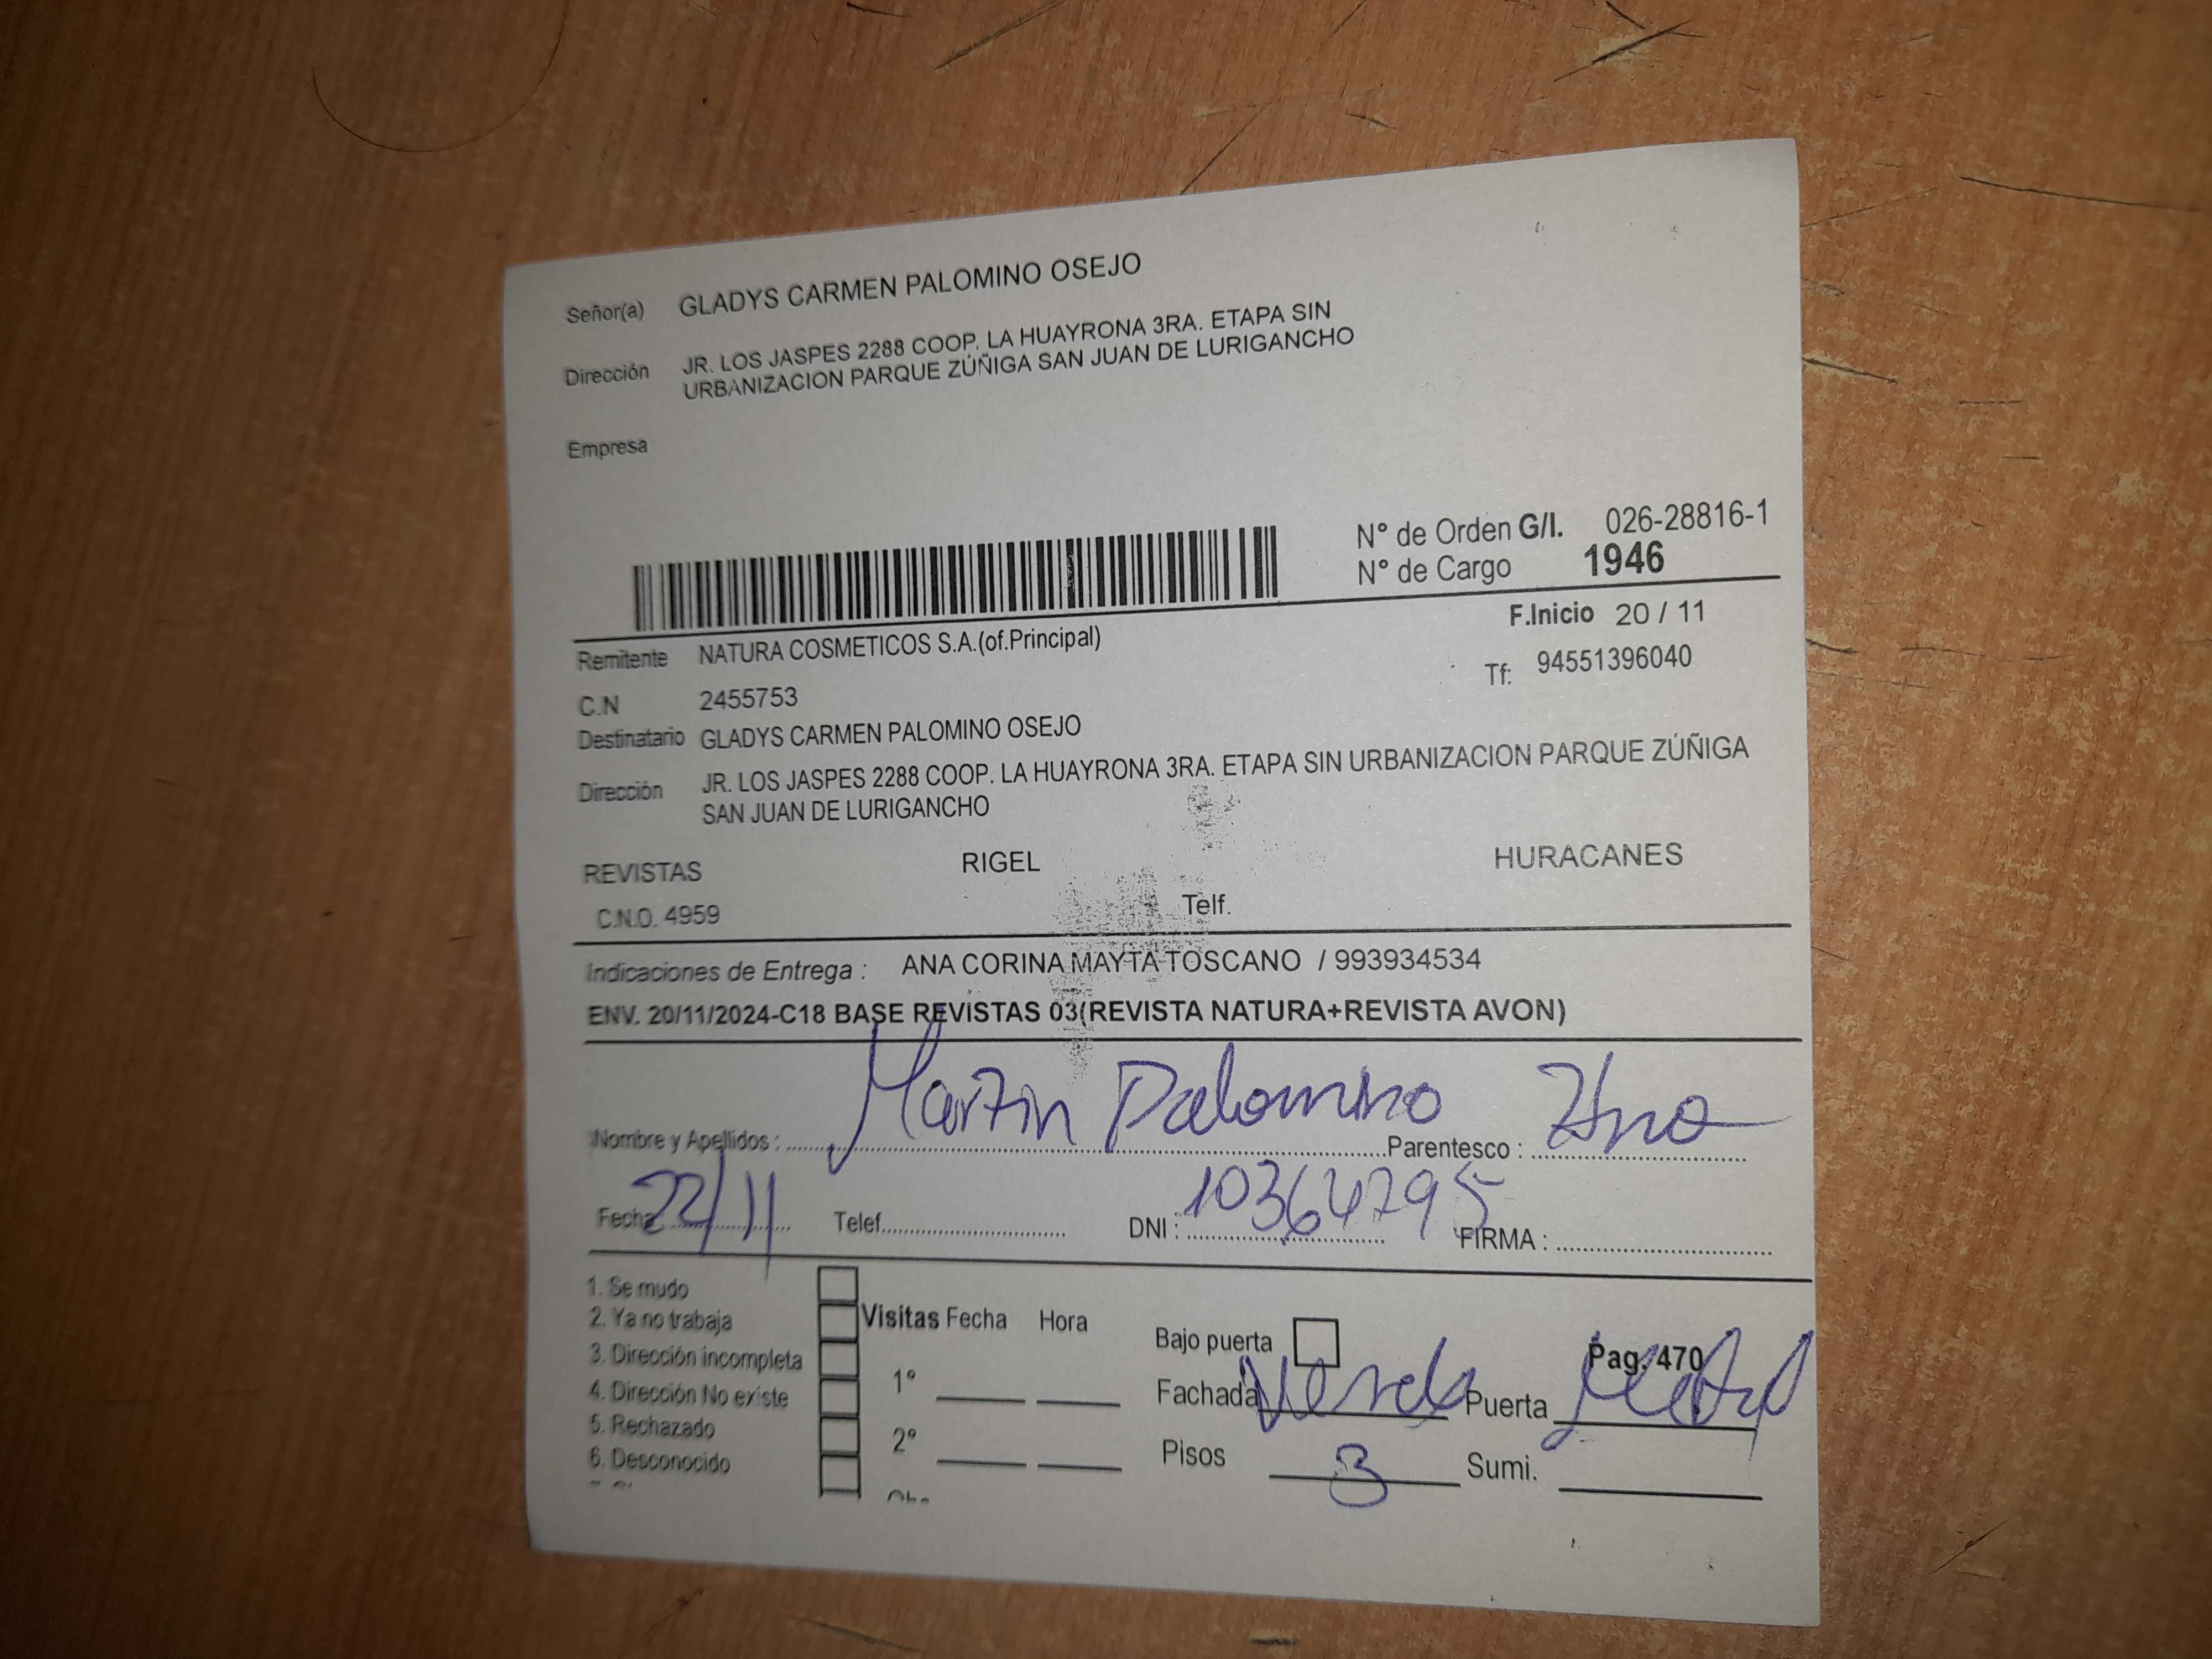 Señor(a) GLADYS CARMEN PALOMINO OSEJO
Dirección JR. LOS JASPES 2288 COOP. LA HUAYRONA 3RA. ETAPA SIN
URBANIZACION PARQUE ZÚÑIGA SAN JUAN DE LURIGANCHO
Empresa
N° de Orden G/I. 026-28816-1
N° de Cargo 1946
F.Inicio 20 / 11
Remitente NATURA COSMETICOS S.A.(of.Principal)
Tf: 94551396040
C.N 2455753
Destinatario GLADYS CARMEN PALOMINO OSEJO
Dirección JR. LOS JASPES 2288 COOP. LA HUAYRONA 3RA. ETAPA SIN URBANIZACION PARQUE ZÚÑIGA
SAN JUAN DE LURIGANCHO
REVISTAS RIGEL HURACANES
C.N.O. 4959 Telf.
Indicaciones de Entrega : ANA CORINA MAYTA TOSCANO / 993934534
ENV. 20/11/2024-C18 BASE REVISTAS 03(REVISTA NATURA+REVISTA AVON)
Nombre y Apellidos : Martin Palomino Parentesco : Hno
Fecha 22/11 Telef. DNI : 10364295 FIRMA :
1. Se mudo
2. Ya no trabaja
3. Dirección incompleta
4. Dirección No existe
5. Rechazado
6. Desconocido
Visitas Fecha Hora
1°
2°
Bajo puerta Pag. 470
Fachada Verde Puerta Metal
Pisos 3 Sumi.